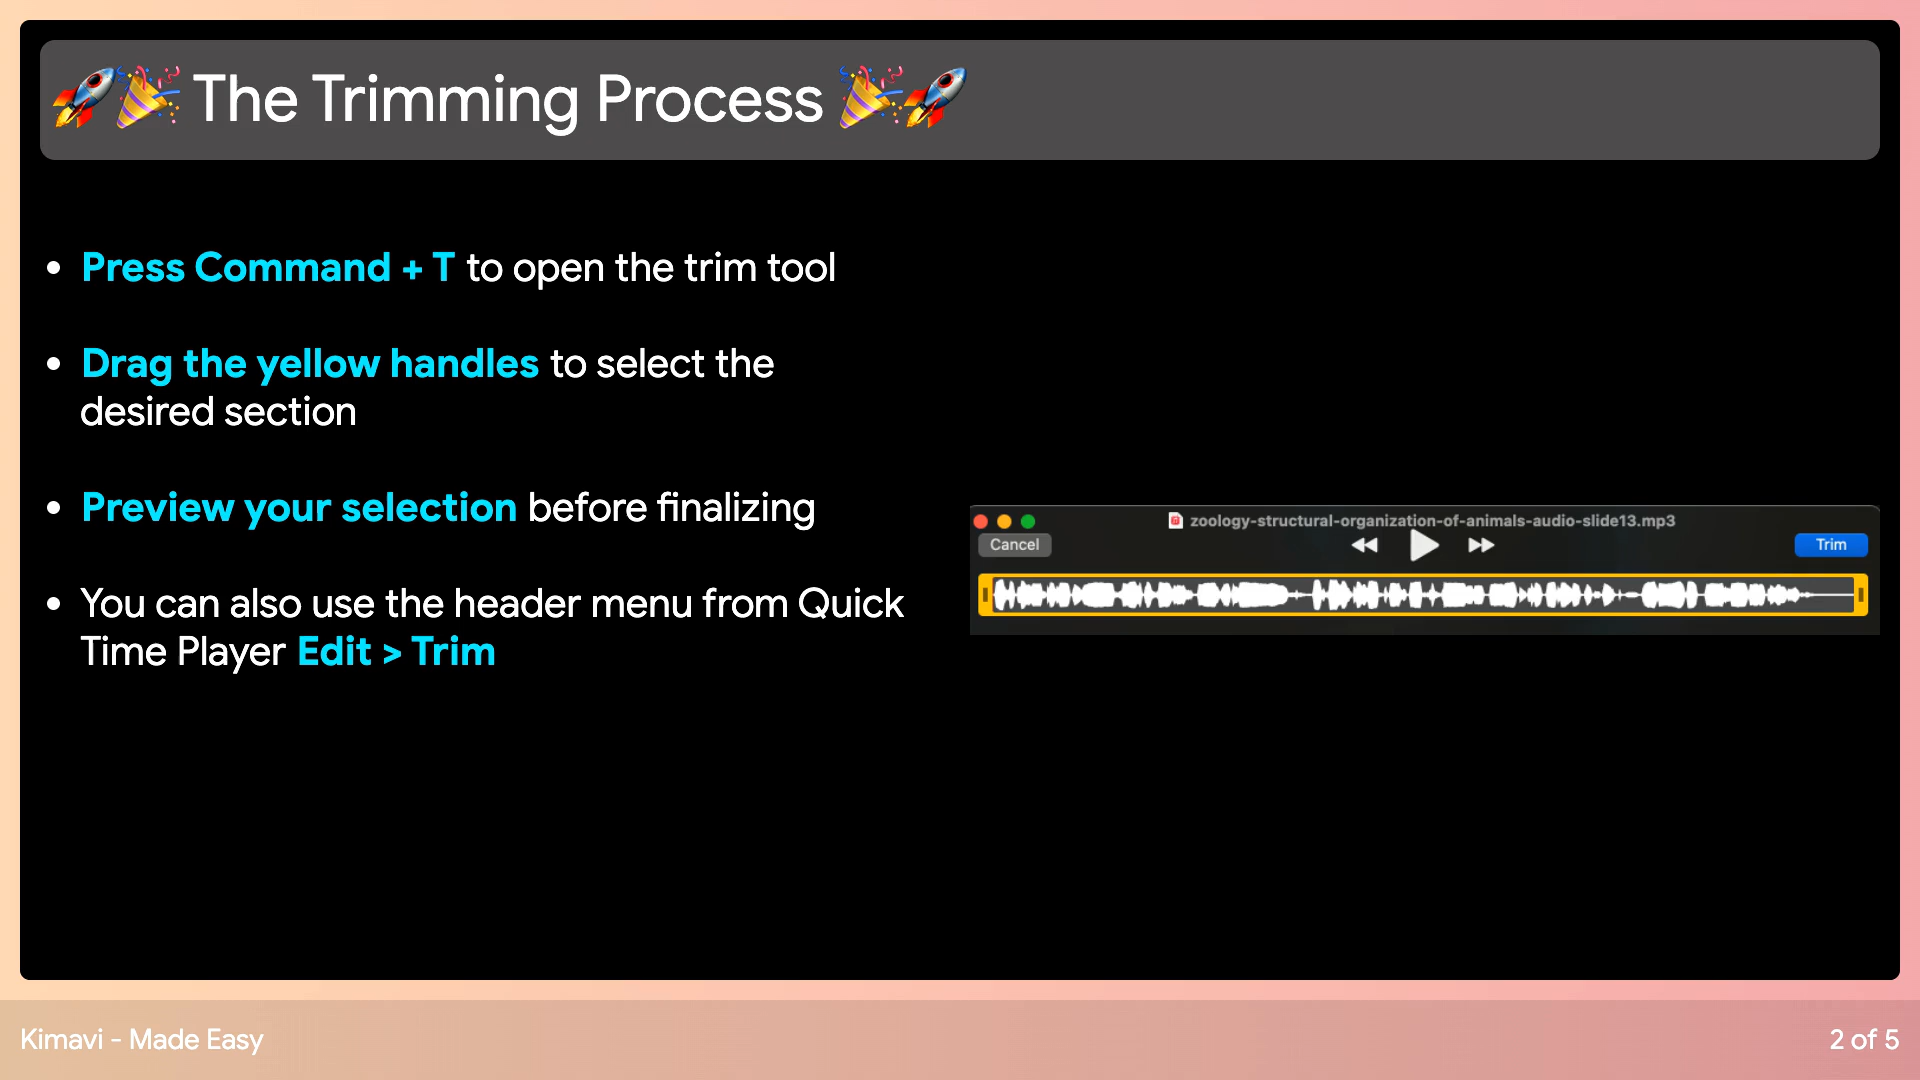 🚀🎉 The Trimming Process 🎉🚀
• Press Command + T to open the trim tool
• Drag the yellow handles to select the
desired section
• Preview your selection before finalizing
• You can also use the header menu from Quick
Time Player Edit > Trim
zoology-structural-organization-of-animals-audio-slide13.mp3
Cancel
Trim
Kimavi - Made Easy
2 of 5